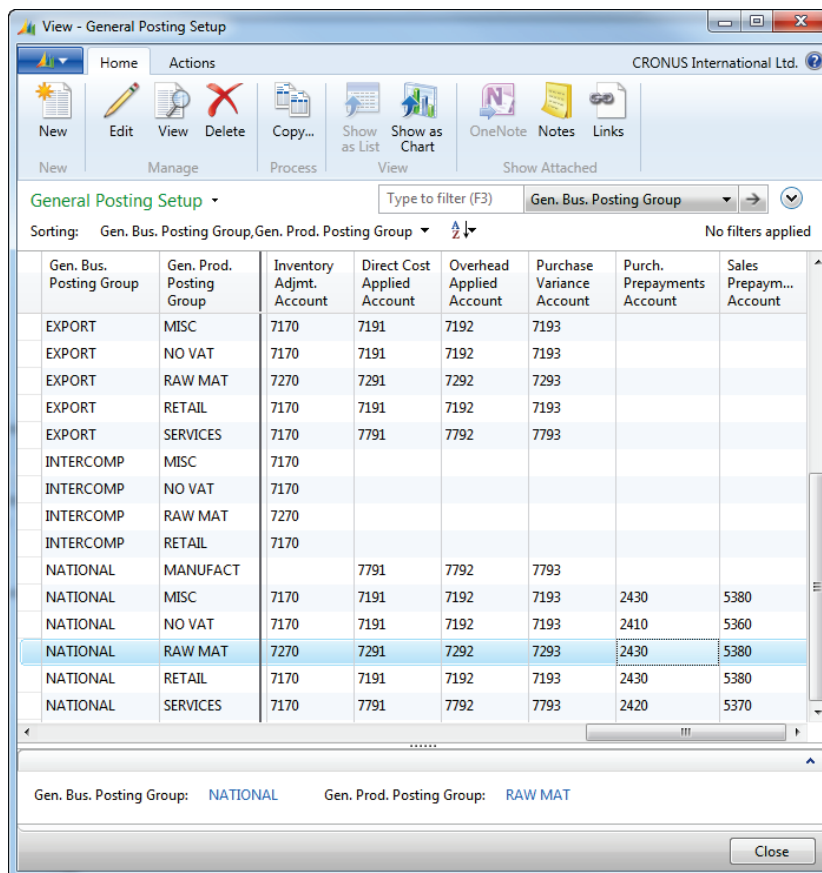 View - General Posting Setup
Home Actions CRONUS International Ltd.
New Edit View Delete Copy... Show as List Show as Chart OneNote Notes Links
New Manage Process View Show Attached
General Posting Setup Type to filter (F3) Gen. Bus. Posting Group
Sorting: Gen. Bus. Posting Group,Gen. Prod. Posting Group No filters applied
Gen. Bus. Posting Group Gen. Prod. Posting Group Inventory Adjmt. Account Direct Cost Applied Account Overhead Applied Account Purchase Variance Account Purch. Prepayments Account Sales Prepaym... Account
EXPORT MISC 7170 7191 7192 7193
EXPORT NO VAT 7170 7191 7192 7193
EXPORT RAW MAT 7270 7291 7292 7293
EXPORT RETAIL 7170 7191 7192 7193
EXPORT SERVICES 7170 7791 7792 7793
INTERCOMP MISC 7170
INTERCOMP NO VAT 7170
INTERCOMP RAW MAT 7270
INTERCOMP RETAIL 7170
NATIONAL MANUFACT 7791 7792 7793
NATIONAL MISC 7170 7191 7192 7193 2430 5380
NATIONAL NO VAT 7170 7191 7192 7193 2410 5360
NATIONAL RAW MAT 7270 7291 7292 7293 2430 5380
NATIONAL RETAIL 7170 7191 7192 7193 2430 5380
NATIONAL SERVICES 7170 7791 7792 7793 2420 5370
Gen. Bus. Posting Group: NATIONAL Gen. Prod. Posting Group: RAW MAT
Close